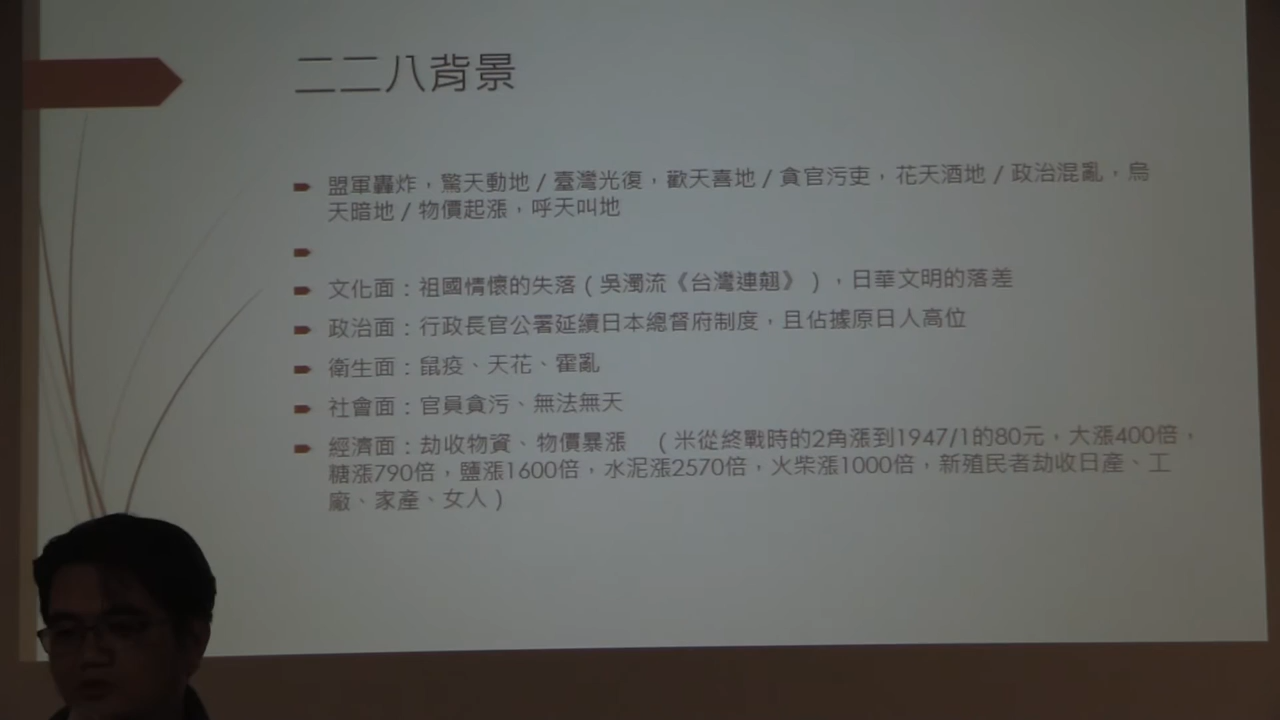 二二八背景
盟軍轟炸，驚天動地 / 臺灣光復，歡天喜地 / 貪官污吏，花天酒地 / 政治混亂，烏
天暗地 / 物價起漲，呼天叫地
文化面：祖國情懷的失落（吳濁流《台灣連翹》），日華文明的落差
政治面：行政長官公署延續日本總督府制度，且佔據原日人高位
衛生面：鼠疫、天花、霍亂
社會面：官員貪污、無法無天
經濟面：劫收物資、物價暴漲　（米從終戰時的2角漲到1947/1的80元，大漲400倍，
糖漲790倍，鹽漲1600倍，水泥漲2570倍，火柴漲1000倍，新殖民者劫收日產、工
廠、家產、女人）